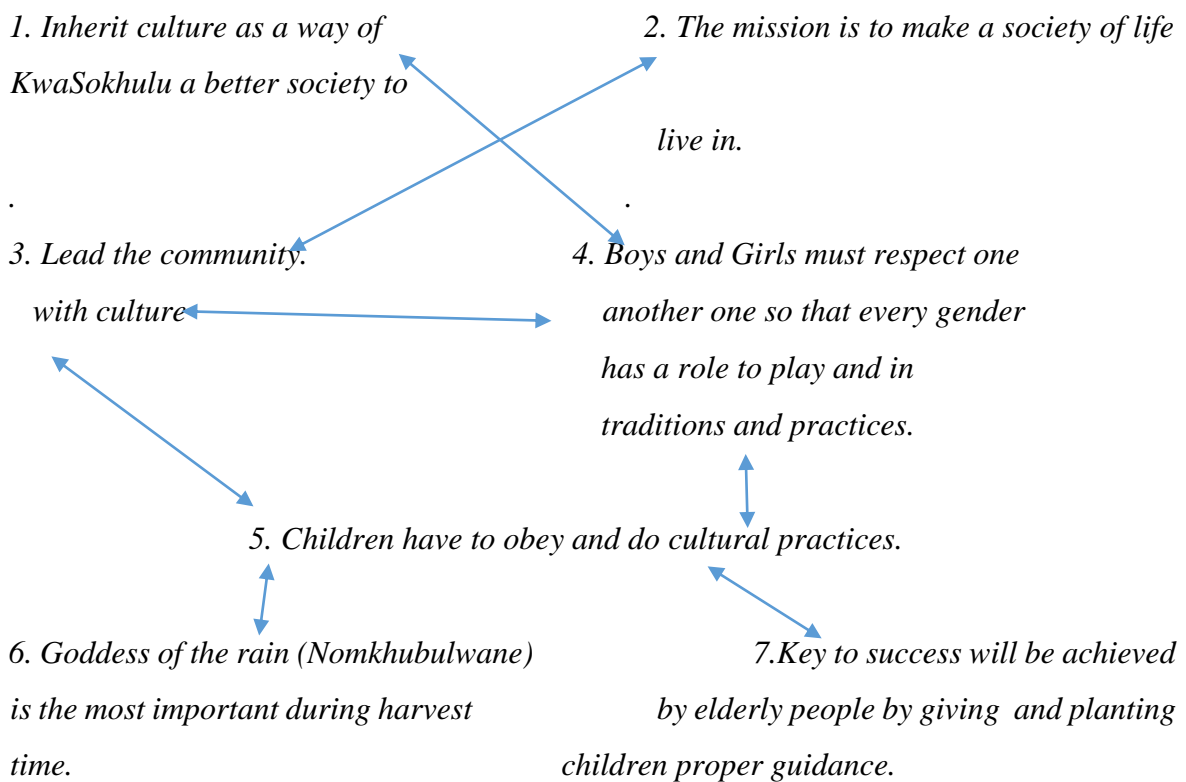 1. Inherit culture as a way of 2. The mission is to make a society of life
KwaSokhulu a better society to
live in.
. .
3. Lead the community. 4. Boys and Girls must respect one
with culture another one so that every gender
has a role to play and in
traditions and practices.
5. Children have to obey and do cultural practices.
6. Goddess of the rain (Nomkhubulwane) 7.Key to success will be achieved
is the most important during harvest by elderly people by giving and planting
time. children proper guidance.